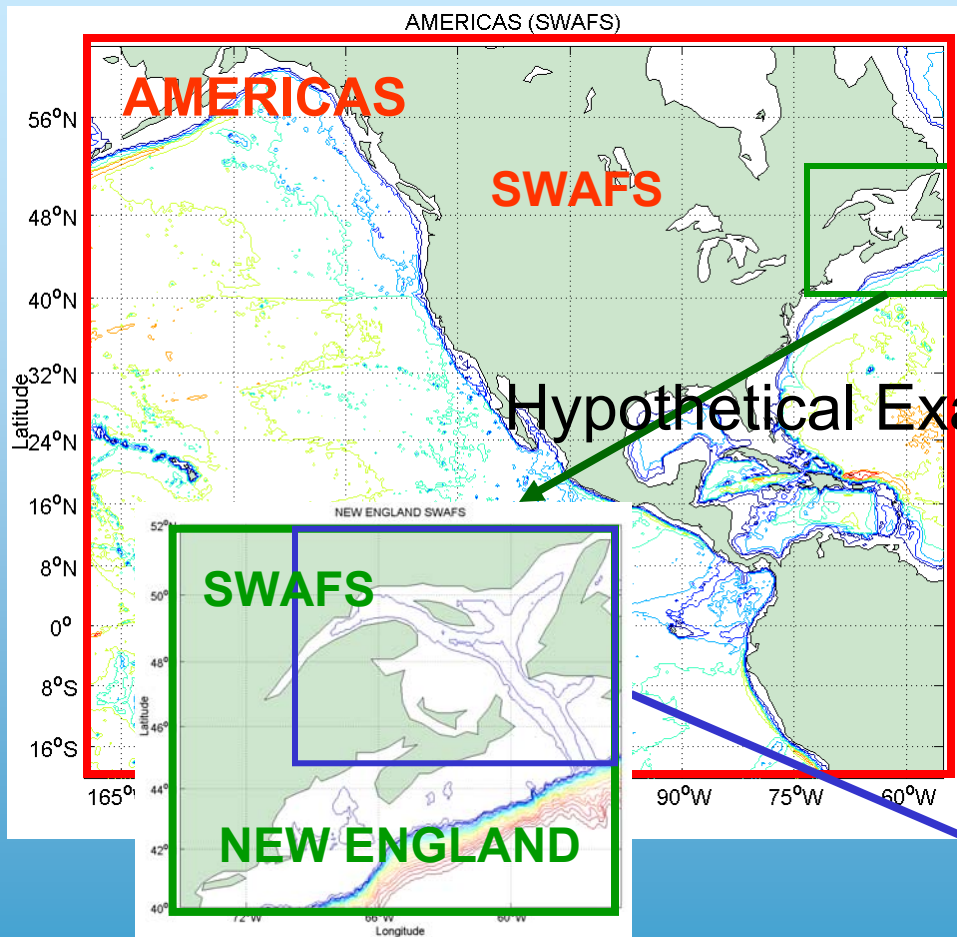 AMERICAS (SWAFS)
AMERICAS
SWAFS
56°N
48°N
40°N
32°N
24°N
16°N
8°N
0°
8°S
16°S
Latiitude
Hypothetical Exa
165°
90°W
75°W
60°W
NEW ENGLAND SWAFS
SWAFS
NEW ENGLAND
52°
50°
48°
46°
44°
42°
40°
Latitude
72°W
66°W
60°W
Longitude